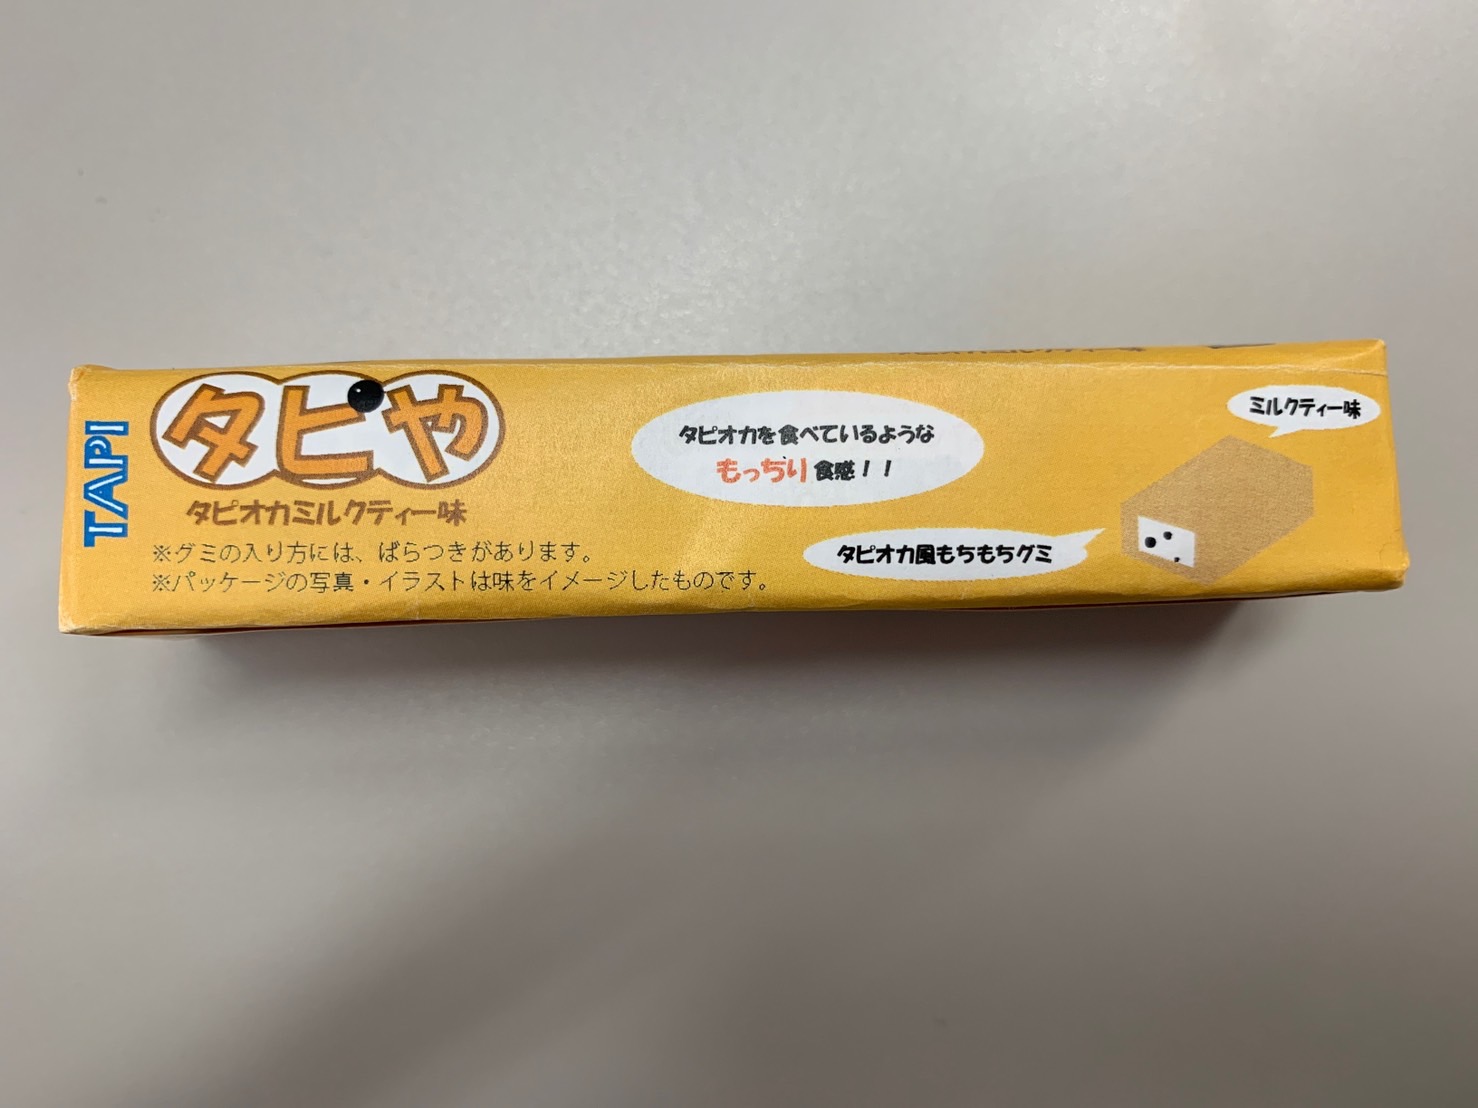 TAPI
タピや
タピオカミルクティー味
※グミの入り方には、ばらつきがあります。
※パッケージの写真・イラストは味をイメージしたものです。
タピオカを食べているような
もっちり食感！！
タピオカ風もちもちグミ
ミルクティー味